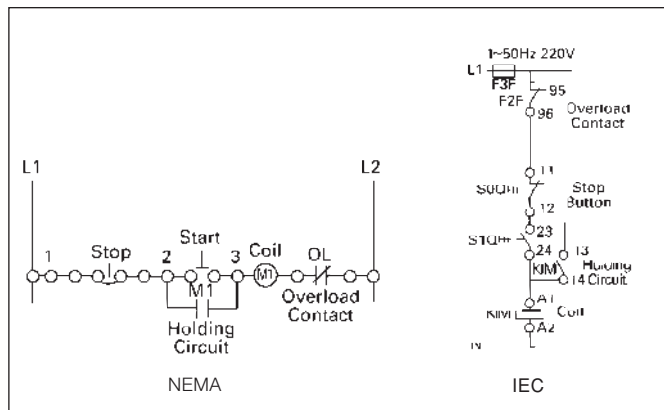 L1
L2
1
Stop
2
Start
3
Coil
OL
M1
M1
Holding
Circuit
Overload
Contact
NEMA
1~50Hz 220V
L1
F3F
F2F
95
96
Overload
Contact
11
12
Stop
Button
23
24
13
14
KIM
Holding
Circuit
A1
KIM
Coil
A2
N
L
IEC